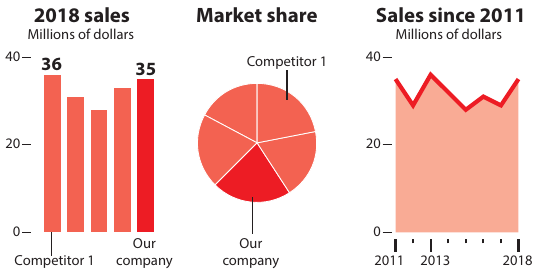 2018 sales
Millions of dollars
40
36
35
20
0
Competitor 1
Our
company
Market share
Competitor 1
Our
company
Sales since 2011
Millions of dollars
40
20
0
2011
2013
2018